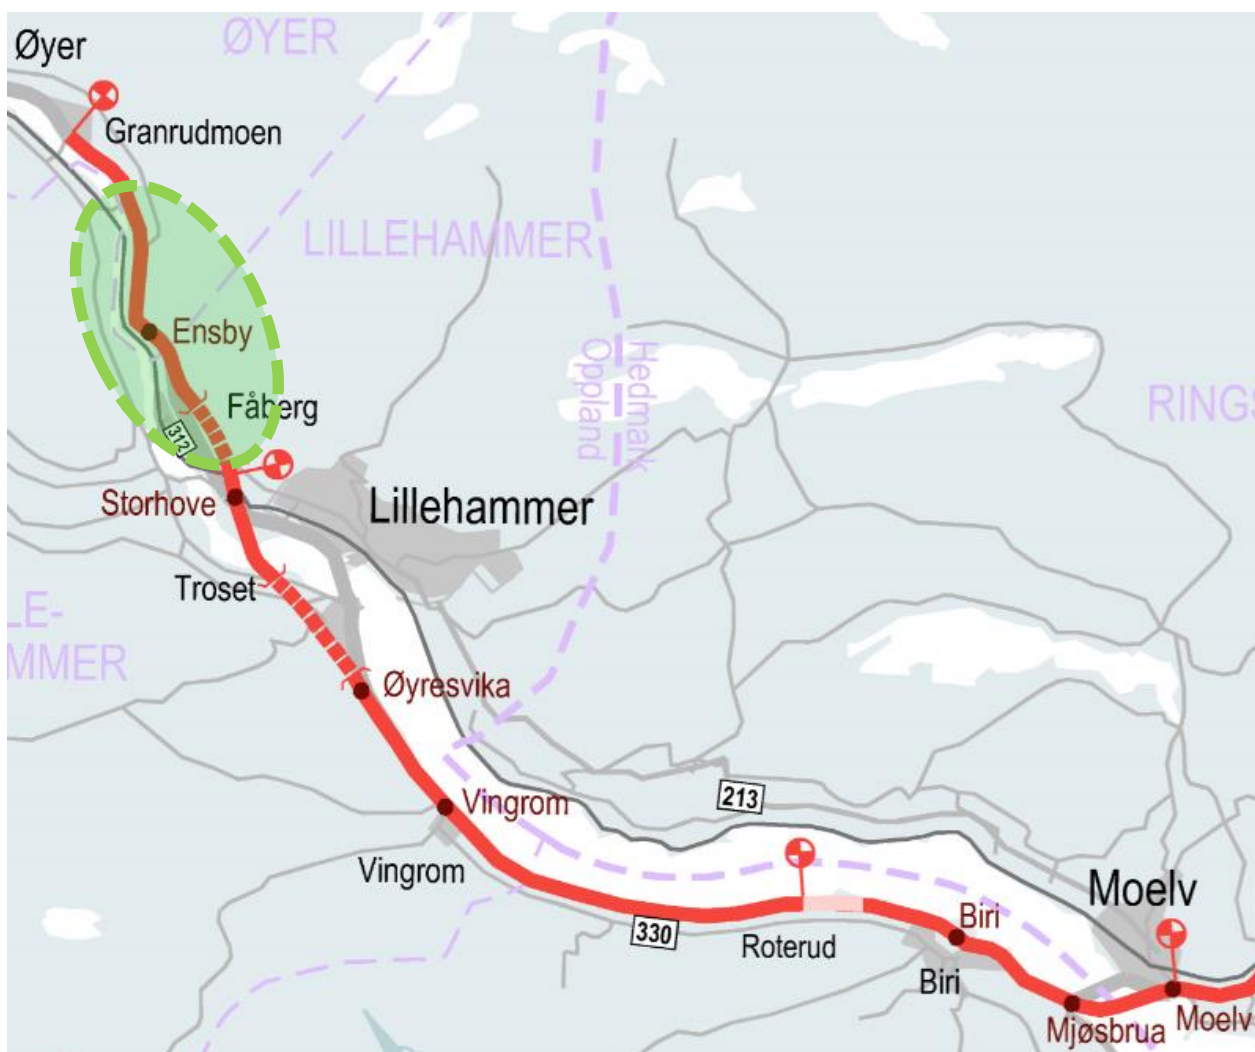 Øyer
ØYER
Granrudmoen
LILLEHAMMER
Ensby
Hedmark
Oppland
Fåberg
RINGS
312
Storhove
Lillehammer
Troset
LE-
MMER
Øyresvika
213
Vingrom
Vingrom
Moelv
330
Roterud
Biri
Biri
Mjøsbrua
Moelv